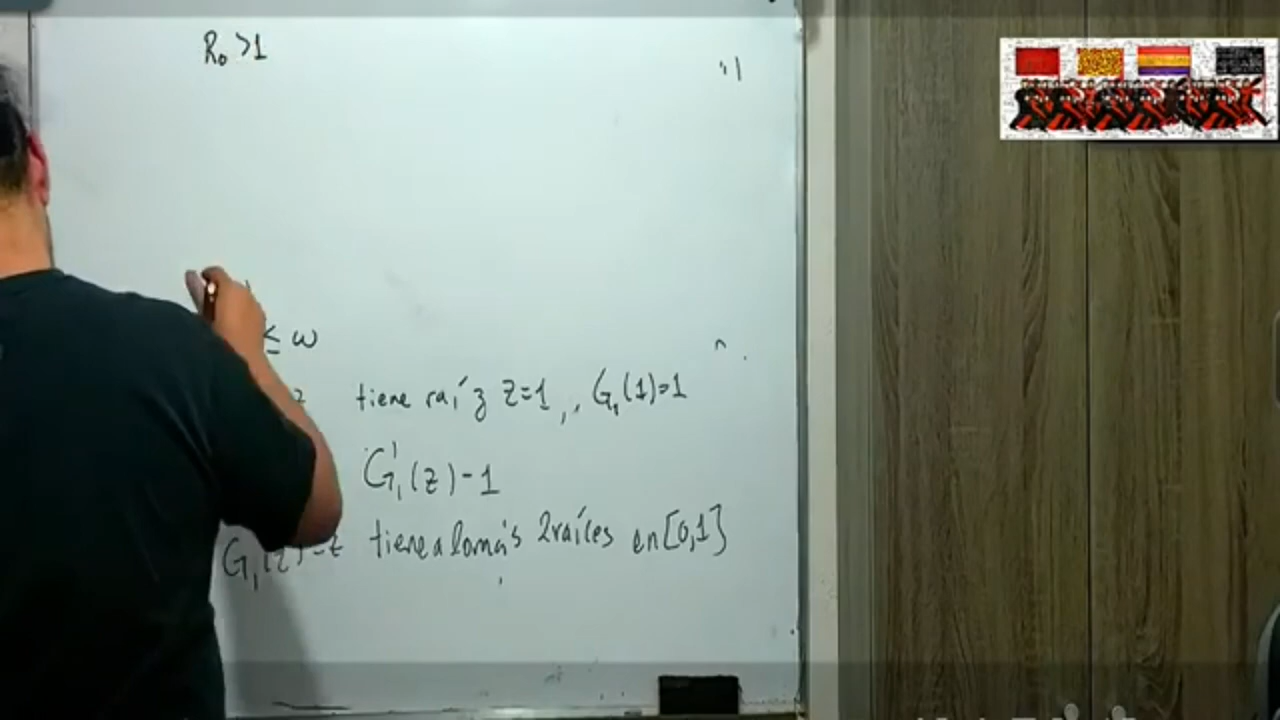 R₀ > 1
≤ ω
tiene raíz z=1, G₁(1)=1
G₁'(z)-1
G₁(z)=z tiene a lo más 2 raíces en [0,1]